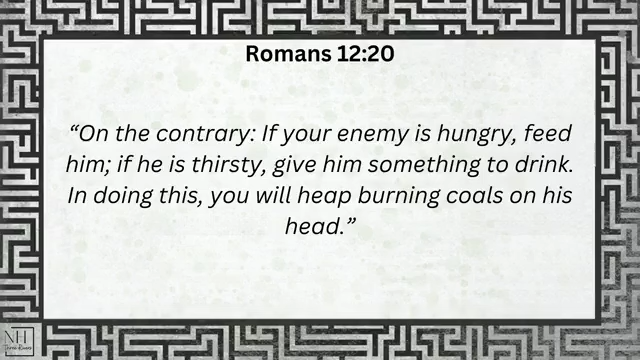 Romans 12:20
“On the contrary: If your enemy is hungry, feed
him; if he is thirsty, give him something to drink.
In doing this, you will heap burning coals on his
head.”
NH